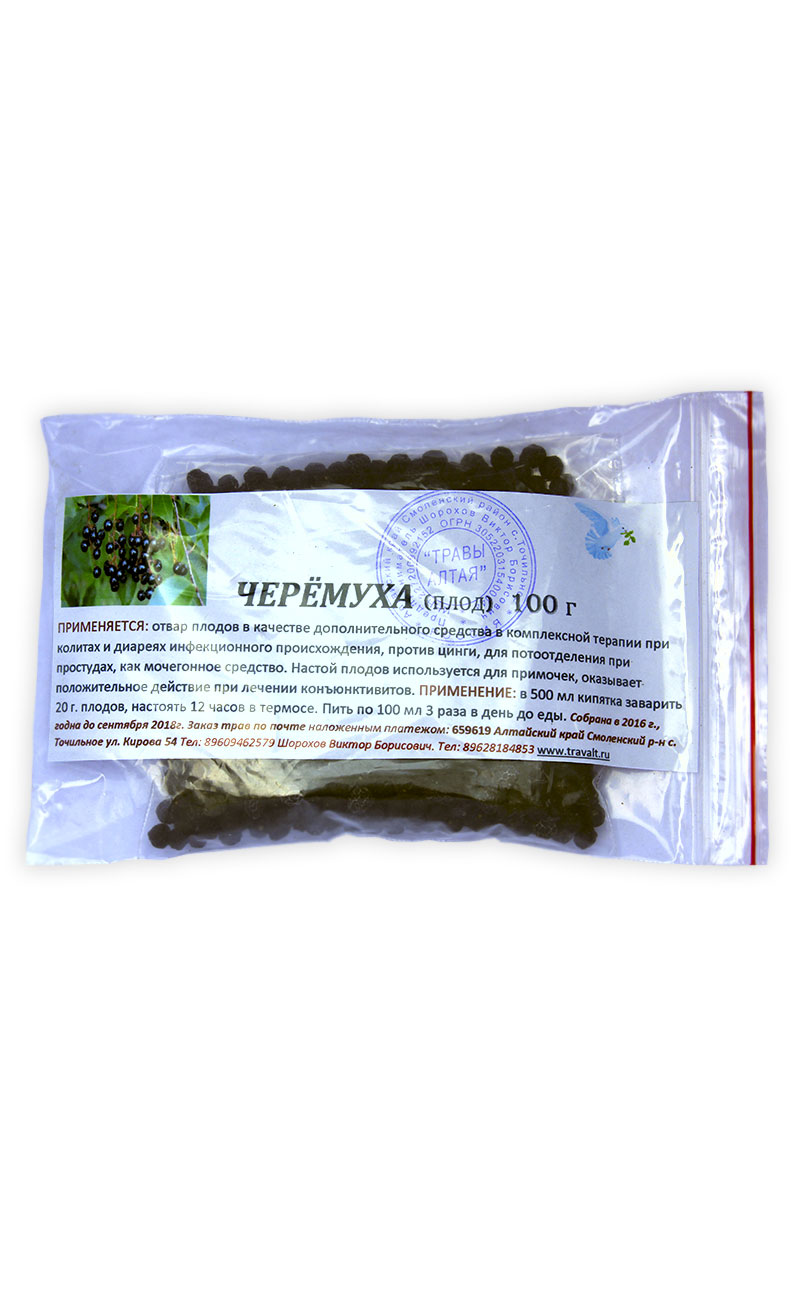 "ТРАВЫ
АЛТАЯ"
ЧЕРЁМУХА (плод) 100 г
ПРИМЕНЯЕТСЯ: отвар плодов в качестве дополнительного средства в комплексной терапии при
колитах и диареях инфекционного происхождения, против цинги, для потоотделения при
простудах, как мочегонное средство. Настой плодов используется для примочек, оказывает
положительное действие при лечении конъюнктивитов. ПРИМЕНЕНИЕ: в 500 мл кипятка заварить
20 г. плодов, настоять 12 часов в термосе. Пить по 100 мл 3 раза в день до еды. Собрана в 2016 г.,
годна до сентября 2018г. Заказ трав по почте наложенным платежом: 659619 Алтайский край Смоленский р-н с.
Точильное ул. Кирова 54 Тел: 89609462579 Шорохов Виктор Борисович. Тел: 89628184853 www.travalt.ru